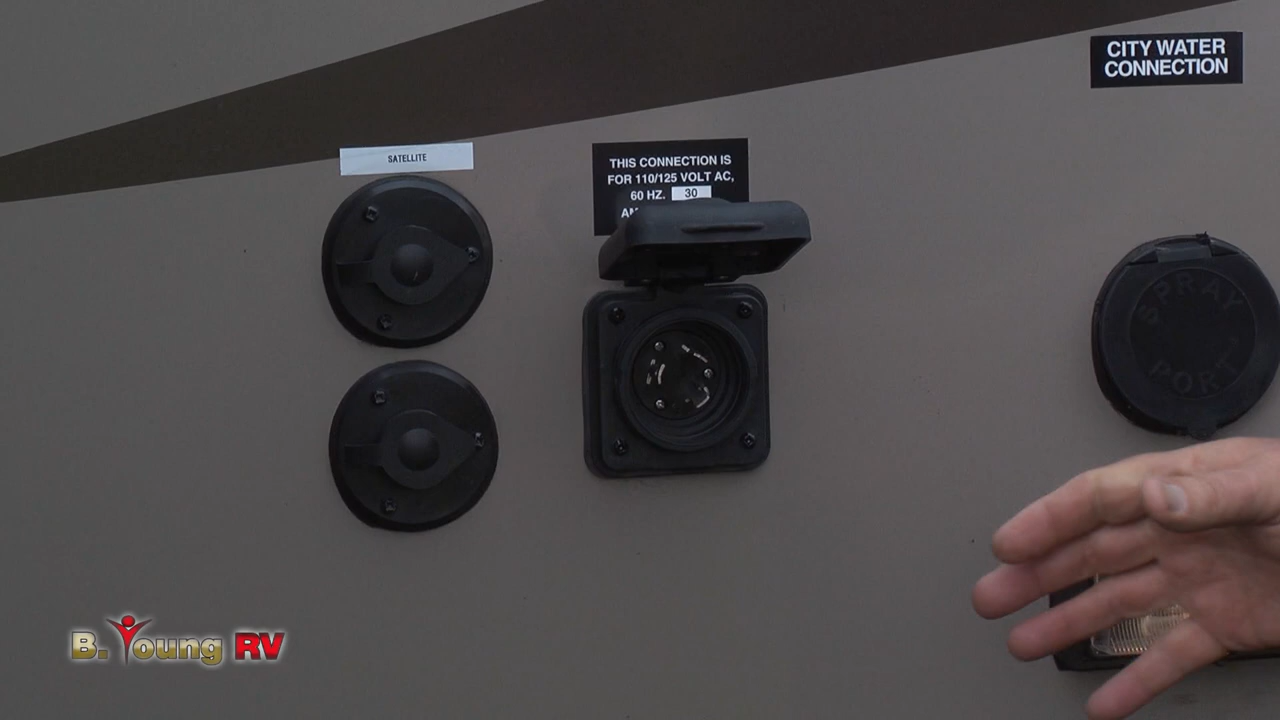 CITY WATER
CONNECTION
SATELLITE
THIS CONNECTION IS
FOR 110/125 VOLT AC,
60 HZ. 30
SPRAY
PORT
B. Young RV